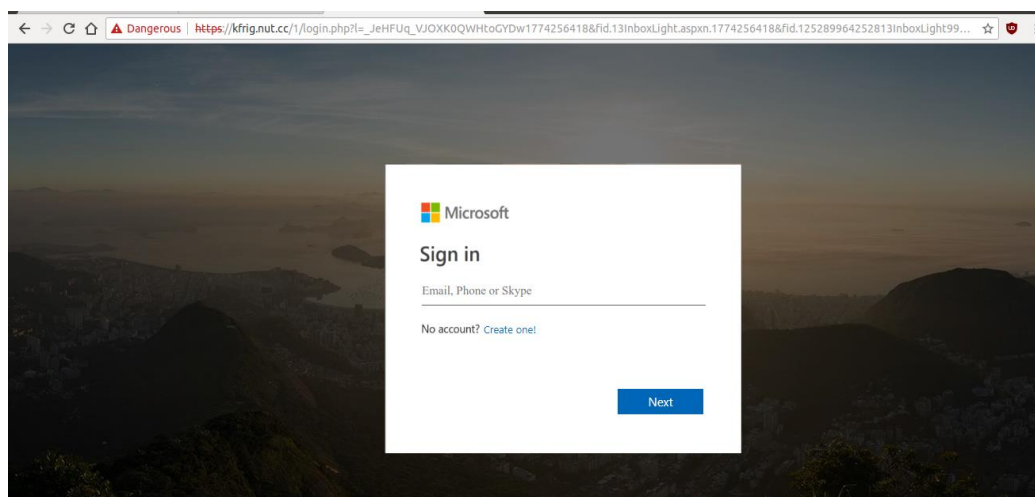 Dangerous https://kfrig.nut.cc/1/login.php?l=_JeHFUq_VJOXK0QWHtoGYDw1774256418&fid.13InboxLight.aspxn.1774256418&fid.125289964252813InboxLight99...
Microsoft
Sign in
Email, Phone or Skype
No account? Create one!
Next